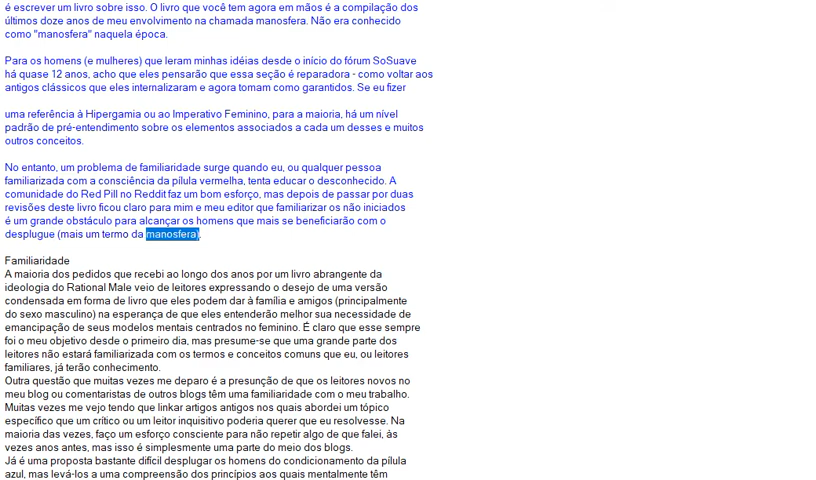 é escrever um livro sobre isso. O livro que você tem agora em mãos é a compilação dos
últimos doze anos de meu envolvimento na chamada manosfera. Não era conhecido
como "manosfera" naquela época.
Para os homens (e mulheres) que leram minhas idéias desde o início do fórum SoSuave
há quase 12 anos, acho que eles pensarão que essa seção é reparadora - como voltar aos
antigos clássicos que eles internalizaram e agora tomam como garantidos. Se eu fizer
uma referência à Hipergamia ou ao Imperativo Feminino, para a maioria, há um nível
padrão de pré-entendimento sobre os elementos associados a cada um desses e muitos
outros conceitos.
No entanto, um problema de familiaridade surge quando eu, ou qualquer pessoa
familiarizada com a consciência da pílula vermelha, tenta educar o desconhecido. A
comunidade do Red Pill no Reddit faz um bom esforço, mas depois de passar por duas
revisões deste livro ficou claro para mim e meu editor que familiarizar os não iniciados
é um grande obstáculo para alcançar os homens que mais se beneficiarão com o
desplugue (mais um termo da manosfera).
Familiaridade
A maioria dos pedidos que recebi ao longo dos anos por um livro abrangente da
ideologia do Rational Male veio de leitores expressando o desejo de uma versão
condensada em forma de livro que eles podem dar à família e amigos (principalmente
do sexo masculino) na esperança de que eles entenderão melhor sua necessidade de
emancipação de seus modelos mentais centrados no feminino. É claro que esse sempre
foi o meu objetivo desde o primeiro dia, mas presume-se que uma grande parte dos
leitores não estará familiarizada com os termos e conceitos comuns que eu, ou leitores
familiares, já terão conhecimento.
Outra questão que muitas vezes me deparo é a presunção de que os leitores novos no
meu blog ou comentaristas de outros blogs têm uma familiaridade com o meu trabalho.
Muitas vezes me vejo tendo que linkar artigos antigos nos quais abordei um tópico
específico que um crítico ou um leitor inquisitivo poderia querer que eu resolvesse. Na
maioria das vezes, faço um esforço consciente para não repetir algo de que falei, às
vezes anos antes, mas isso é simplesmente uma parte do meio dos blogs.
Já é uma proposta bastante difícil desplugar os homens do condicionamento da pílula
azul, mas levá-los a uma compreensão dos princípios aos quais mentalmente têm